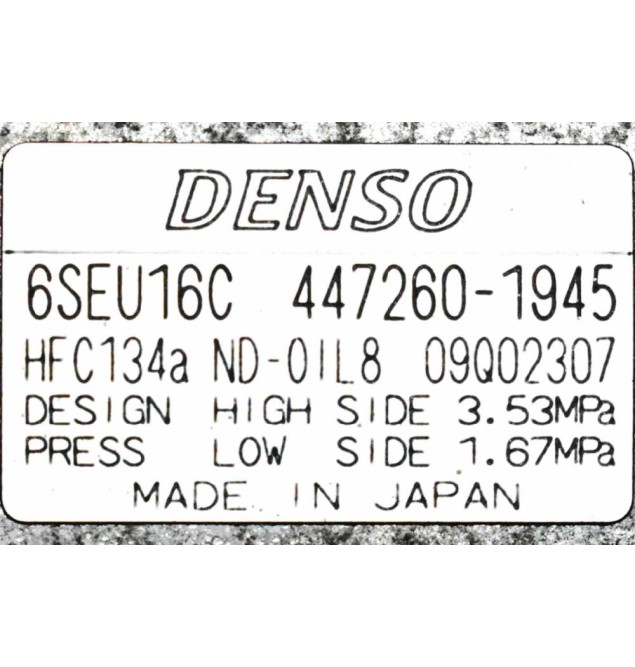 DENSO
6SEU16C 447260-1945
HFC134a ND-OIL8 09Q02307
DESIGN HIGH SIDE 3.53MPa
PRESS LOW SIDE 1.67MPa
MADE IN JAPAN